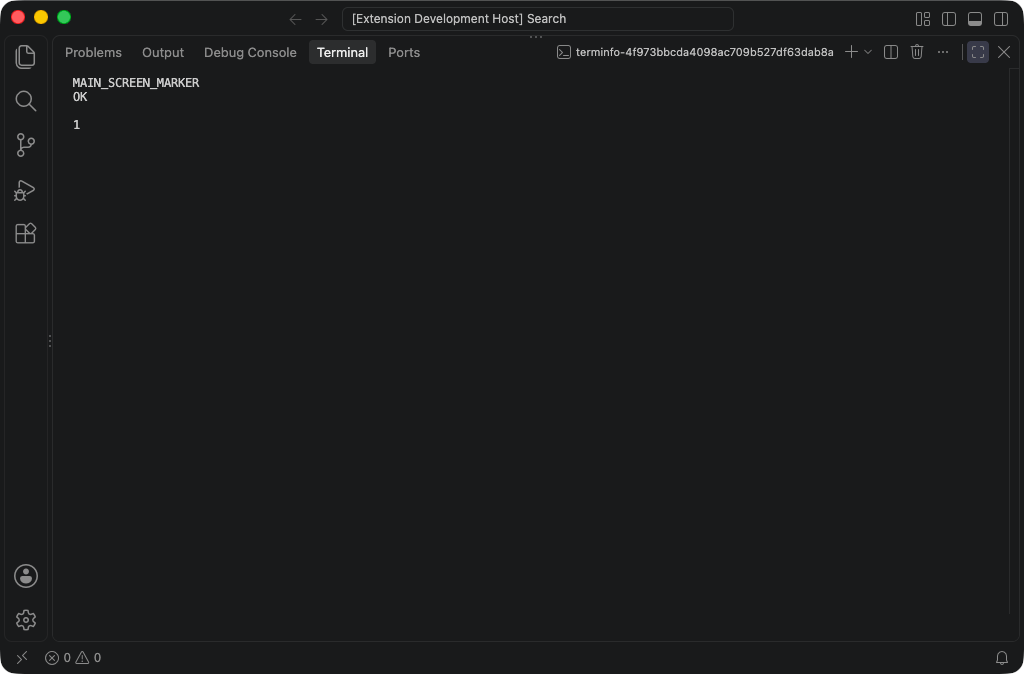 [Extension Development Host] Search
Problems Output Debug Console Terminal Ports
terminfo-4f973bbcda4098ac709b527df63dab8a
MAIN_SCREEN_MARKER
OK
1
0 0